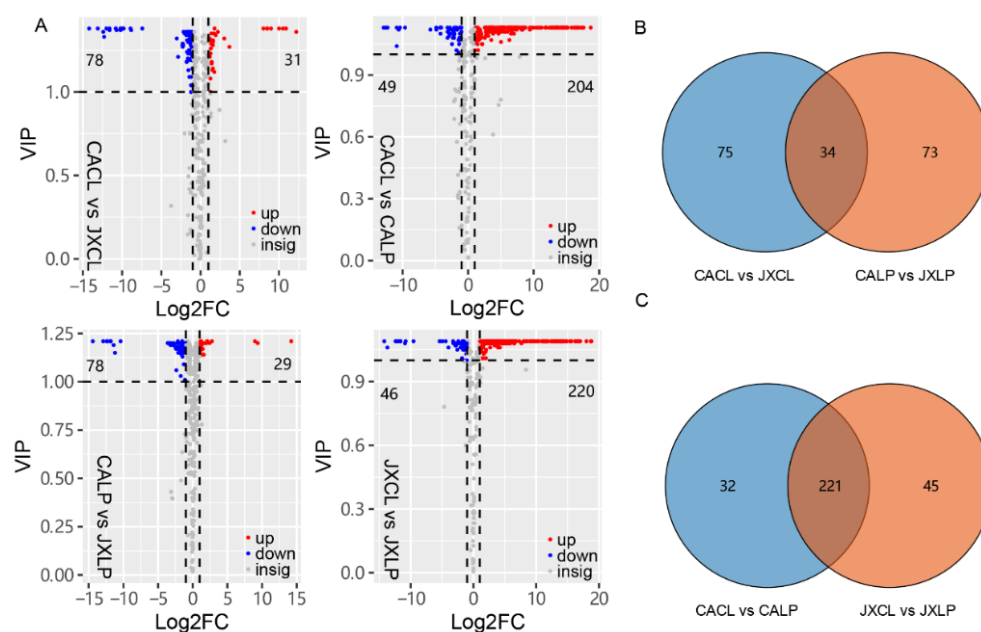 A
VIP
1.0
0.5
0.0
78
31
CACL vs JXCL
up
down
insig
−15
−10
−5
0
5
10
Log2FC
VIP
0.9
0.6
0.3
0.0
49
204
CACL vs CALP
up
down
insig
−10
0
10
20
Log2FC
VIP
1.25
1.00
0.75
0.50
0.25
0.00
78
29
CALP vs JXLP
up
down
insig
−15
−10
−5
0
5
10
15
Log2FC
VIP
0.9
0.6
0.3
0.0
46
220
JXCL vs JXLP
up
down
insig
−10
0
10
20
Log2FC
B
75
34
73
CACL vs JXCL
CALP vs JXLP
C
32
221
45
CACL vs CALP
JXCL vs JXLP